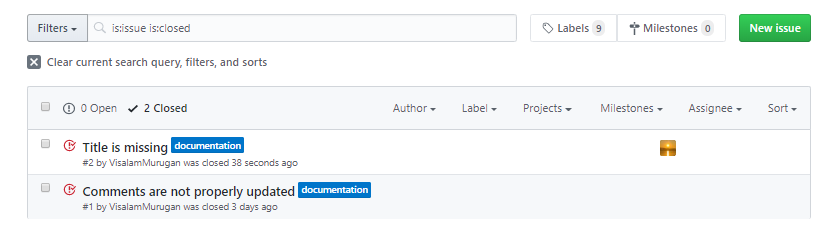 Filters is:issue is:closed Labels 9 Milestones 0 New issue
Clear current search query, filters, and sorts
0 Open 2 Closed Author Label Projects Milestones Assignee Sort
Title is missing documentation
#2 by VisalamMurugan was closed 38 seconds ago
Comments are not properly updated documentation
#1 by VisalamMurugan was closed 3 days ago